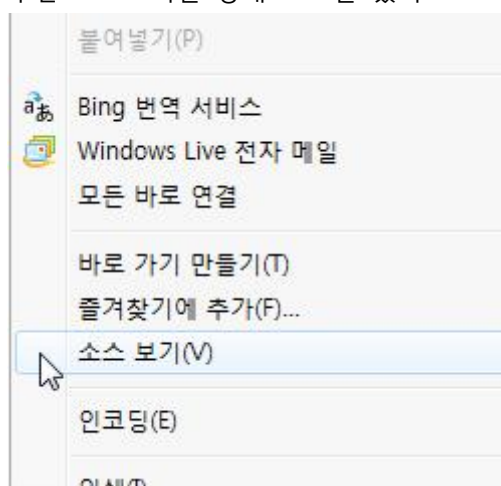 붙여넣기(P)
Bing 번역 서비스
Windows Live 전자 메일
모든 바로 연결
바로 가기 만들기(T)
즐겨찾기에 추가(F)...
소스 보기(V)
인코딩(E)